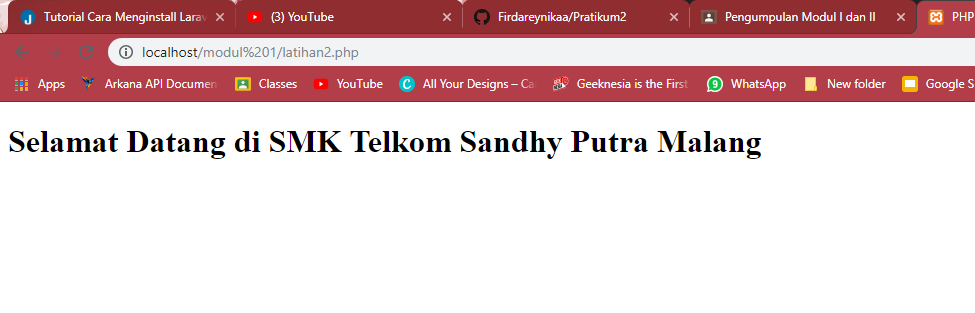 Tutorial Cara Menginstall Larav
(3) YouTube
Firdareynikaa/Pratikum2
Pengumpulan Modul I dan II
PHP
localhost/modul%201/latihan2.php
Apps
Arkana API Documen
Classes
YouTube
All Your Designs – Ca
Geeknesia is the First
9
WhatsApp
New folder
Google S
Selamat Datang di SMK Telkom Sandhy Putra Malang